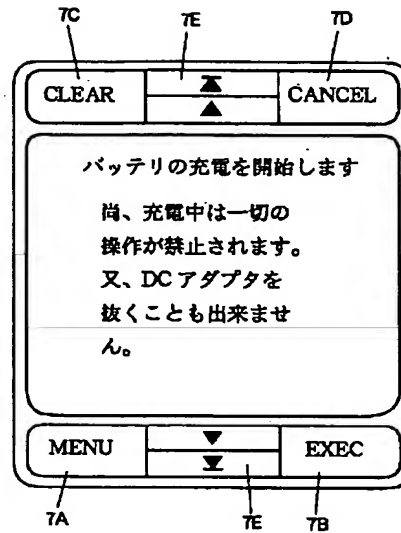 7C 7E 7D
CLEAR CANCEL
バッテリの充電を開始します
尚、充電中は一切の
操作が禁止されます。
又、DCアダプタを
抜くことも出来ませ
ん。
MENU EXEC
7A 7E 7B